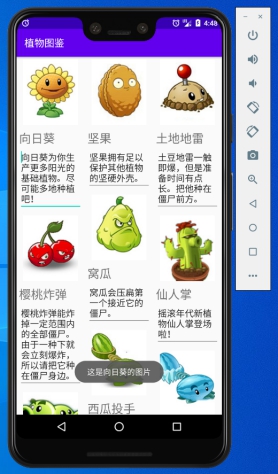 4:48
植物图鉴
向日葵
向日葵为你生
产更多阳光的
基础植物。尽
可能多地种植
吧!
坚果
坚果拥有足以
保护其他植物
的坚硬外壳。
土地地雷
土豆地雷一触
即爆,但是准
备时间有点
长。把他种在
僵尸前方。
樱桃炸弹
樱桃炸弹能炸
掉一定范围内
的全部僵尸。
由于一种下就
会立刻爆炸,
所以请把它种
在僵尸身边。
窝瓜
窝瓜会压扁第
一个接近它的
僵尸。
仙人掌
摇滚年代新植
物仙人掌登场
啦!
西瓜投手
这是向日葵的图片